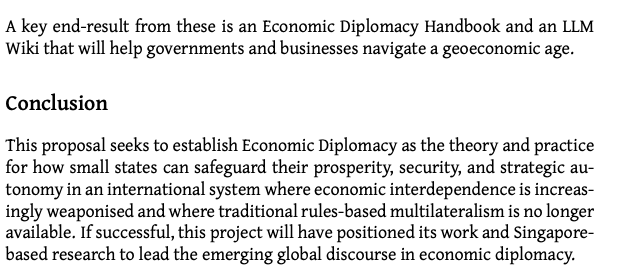 A key end-result from these is an Economic Diplomacy Handbook and an LLM
Wiki that will help governments and businesses navigate a geoeconomic age.
Conclusion
This proposal seeks to establish Economic Diplomacy as the theory and practice
for how small states can safeguard their prosperity, security, and strategic au-
tonomy in an international system where economic interdependence is increas-
ingly weaponised and where traditional rules-based multilateralism is no longer
available. If successful, this project will have positioned its work and Singapore-
based research to lead the emerging global discourse in economic diplomacy.